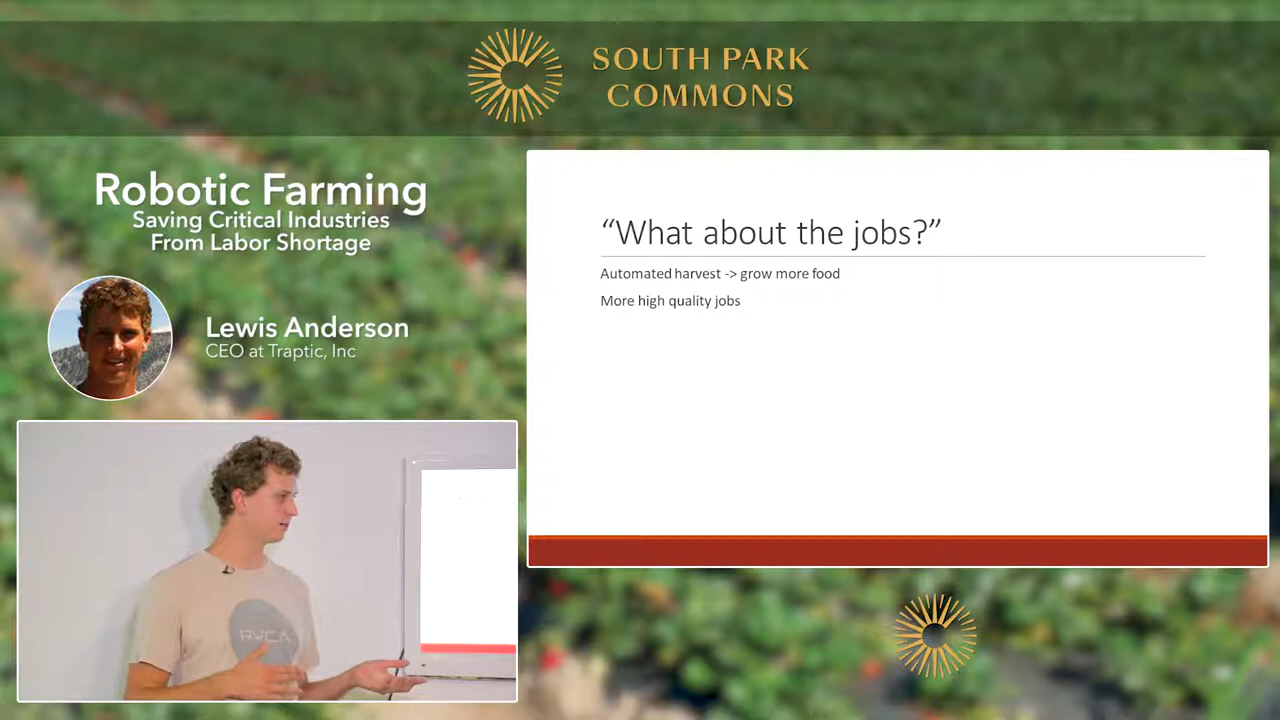 SOUTH PARK
COMMONS
Robotic Farming
Saving Critical Industries
From Labor Shortage
Lewis Anderson
CEO at Traptic, Inc
“What about the jobs?”
Automated harvest -> grow more food
More high quality jobs
RVCA